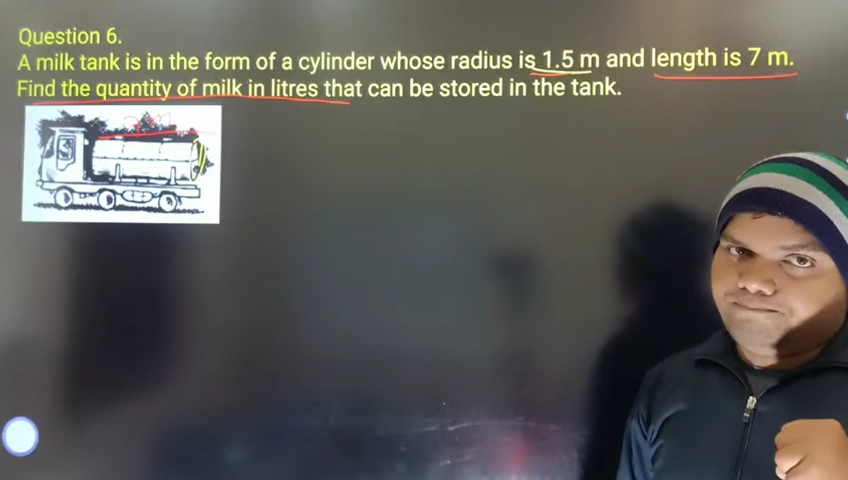 Question 6.
A milk tank is in the form of a cylinder whose radius is 1.5 m and length is 7 m.
Find the quantity of milk in litres that can be stored in the tank.